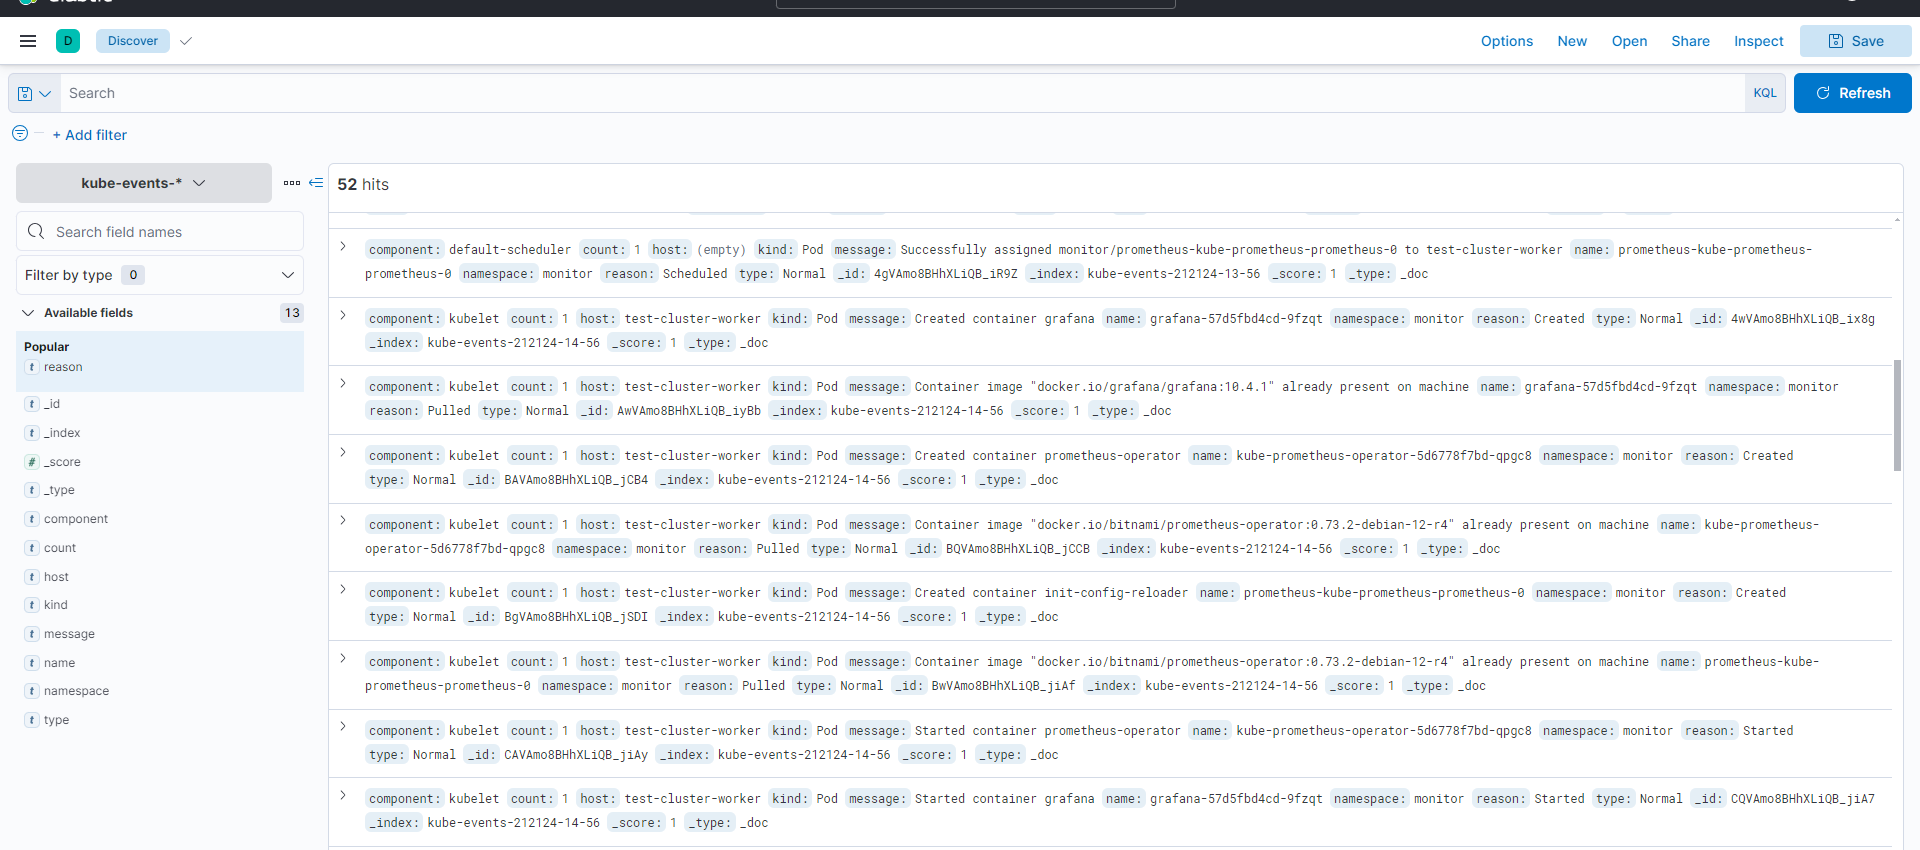 D Discover Options New Open Share Inspect Save
Search KQL Refresh
+ Add filter
kube-events-*
52 hits
Search field names
Filter by type 0
Available fields 13
Popular
t reason
t _id
t _index
# _score
t _type
t component
t count
t host
t kind
t message
t name
t namespace
t type
component: default-scheduler count: 1 host: (empty) kind: Pod message: Successfully assigned monitor/prometheus-kube-prometheus-prometheus-0 to test-cluster-worker name: prometheus-kube-prometheus-
prometheus-0 namespace: monitor reason: Scheduled type: Normal _id: 4gVAmo8BHhXLiQB_iR9Z _index: kube-events-212124-13-56 _score: 1 _type: _doc
component: kubelet count: 1 host: test-cluster-worker kind: Pod message: Created container grafana name: grafana-57d5fbd4cd-9fzqt namespace: monitor reason: Created type: Normal _id: 4wVAmo8BHhXLiQB_ix8g
_index: kube-events-212124-14-56 _score: 1 _type: _doc
component: kubelet count: 1 host: test-cluster-worker kind: Pod message: Container image "docker.io/grafana/grafana:10.4.1" already present on machine name: grafana-57d5fbd4cd-9fzqt namespace: monitor
reason: Pulled type: Normal _id: AwVAmo8BHhXLiQB_iyBb _index: kube-events-212124-14-56 _score: 1 _type: _doc
component: kubelet count: 1 host: test-cluster-worker kind: Pod message: Created container prometheus-operator name: kube-prometheus-operator-5d6778f7bd-qpgc8 namespace: monitor reason: Created
type: Normal _id: BAVAmo8BHhXLiQB_jCB4 _index: kube-events-212124-14-56 _score: 1 _type: _doc
component: kubelet count: 1 host: test-cluster-worker kind: Pod message: Container image "docker.io/bitnami/prometheus-operator:0.73.2-debian-12-r4" already present on machine name: kube-prometheus-
operator-5d6778f7bd-qpgc8 namespace: monitor reason: Pulled type: Normal _id: BQVAmo8BHhXLiQB_jCCB _index: kube-events-212124-14-56 _score: 1 _type: _doc
component: kubelet count: 1 host: test-cluster-worker kind: Pod message: Created container init-config-reloader name: prometheus-kube-prometheus-prometheus-0 namespace: monitor reason: Created
type: Normal _id: BgVAmo8BHhXLiQB_jSDI _index: kube-events-212124-14-56 _score: 1 _type: _doc
component: kubelet count: 1 host: test-cluster-worker kind: Pod message: Container image "docker.io/bitnami/prometheus-operator:0.73.2-debian-12-r4" already present on machine name: prometheus-kube-
prometheus-prometheus-0 namespace: monitor reason: Pulled type: Normal _id: BwVAmo8BHhXLiQB_jiAf _index: kube-events-212124-14-56 _score: 1 _type: _doc
component: kubelet count: 1 host: test-cluster-worker kind: Pod message: Started container prometheus-operator name: kube-prometheus-operator-5d6778f7bd-qpgc8 namespace: monitor reason: Started
type: Normal _id: CAVAmo8BHhXLiQB_jiAy _index: kube-events-212124-14-56 _score: 1 _type: _doc
component: kubelet count: 1 host: test-cluster-worker kind: Pod message: Started container grafana name: grafana-57d5fbd4cd-9fzqt namespace: monitor reason: Started type: Normal _id: CQVAmo8BHhXLiQB_jiA7
_index: kube-events-212124-14-56 _score: 1 _type: _doc